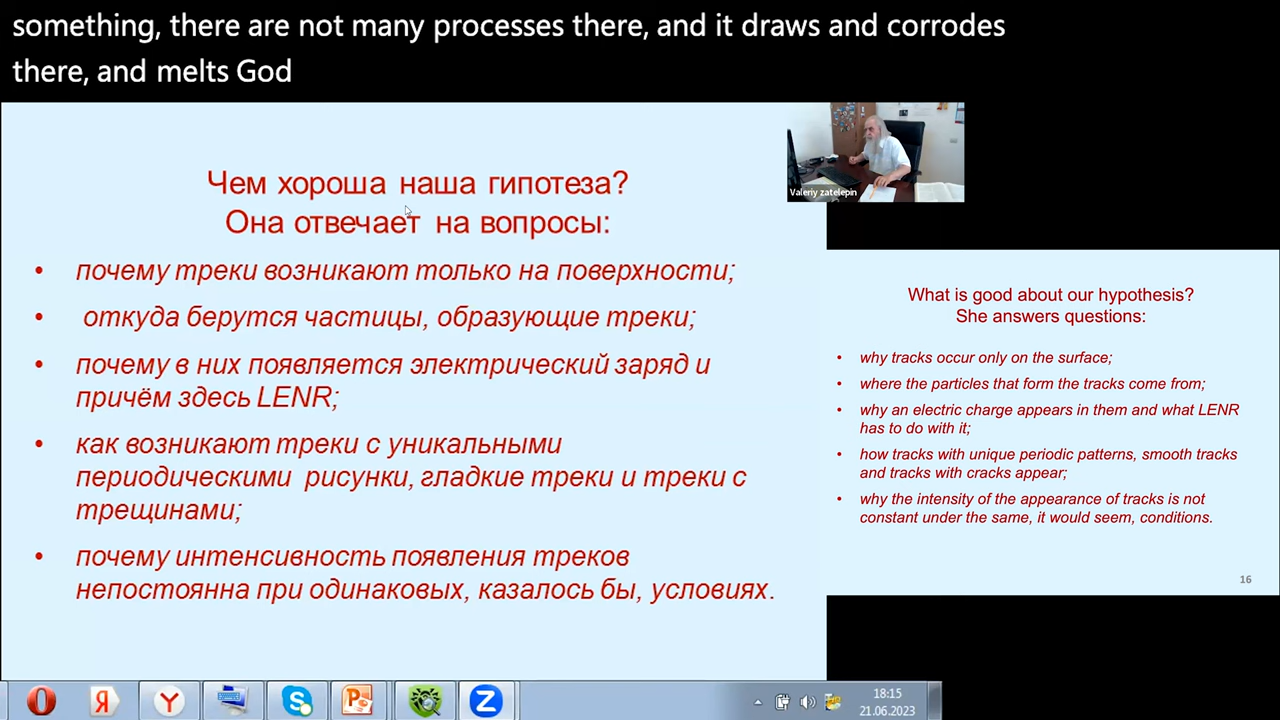 something, there are not many processes there, and it draws and corrodes
there, and melts God
Чем хороша наша гипотеза?
Она отвечает на вопросы:
• почему треки возникают только на поверхности;
• откуда берутся частицы, образующие треки;
• почему в них появляется электрический заряд и
причём здесь LENR;
• как возникают треки с уникальными
периодическими рисунки, гладкие треки и треки с
трещинами;
• почему интенсивность появления треков
непостоянна при одинаковых, казалось бы, условиях.
Valeriy zatelepin
What is good about our hypothesis?
She answers questions:
• why tracks occur only on the surface;
• where the particles that form the tracks come from;
• why an electric charge appears in them and what LENR
has to do with it;
• how tracks with unique periodic patterns, smooth tracks
and tracks with cracks appear;
• why the intensity of the appearance of tracks is not
constant under the same, it would seem, conditions.
16
18:15
21.06.2023